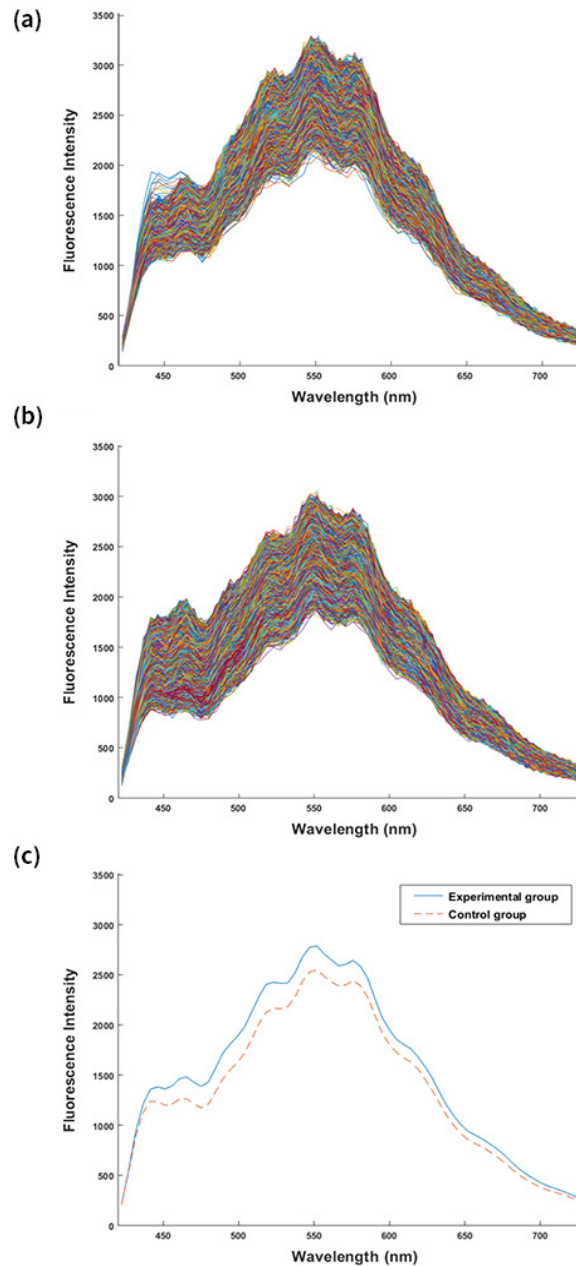 (a)
3500
3000
2500
2000
1500
1000
500
0
Fluorescence Intensity
450 500 550 600 650 700
Wavelength (nm)
(b)
3500
3000
2500
2000
1500
1000
500
0
Fluorescence Intensity
450 500 550 600 650 700
Wavelength (nm)
(c)
3500
3000
2500
2000
1500
1000
500
0
Fluorescence Intensity
Experimental group
Control group
450 500 550 600 650 700
Wavelength (nm)